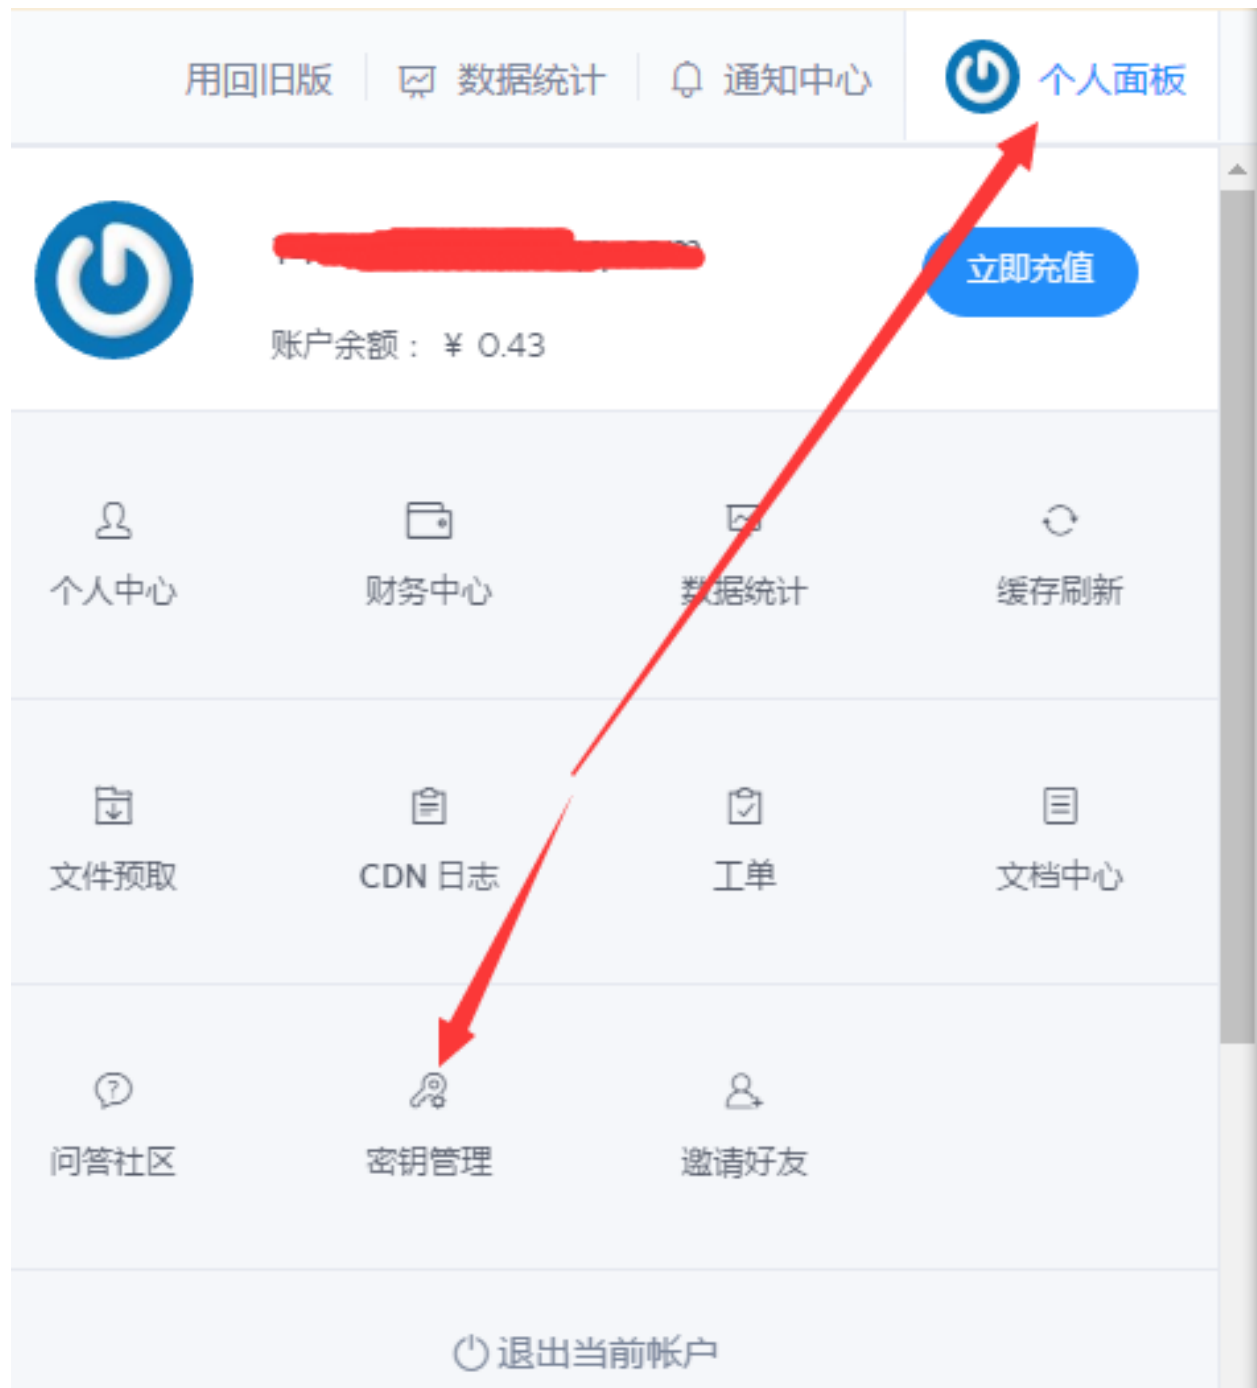 用回旧版 数据统计 通知中心 个人面板
立即充值
账户余额： ¥ 0.43
个人中心 财务中心 数据统计 缓存刷新
文件预取 CDN 日志 工单 文档中心
问答社区 密钥管理 邀请好友
退出当前帐户